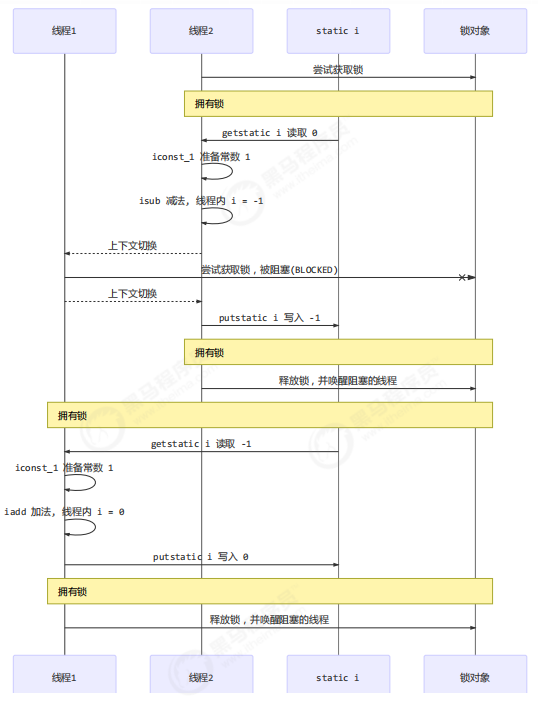 线程1 线程2 static i 锁对象
尝试获取锁
拥有锁
getstatic i 读取 0
iconst_1 准备常数 1
isub 减法, 线程内 i = -1
上下文切换
尝试获取锁，被阻塞(BLOCKED)
上下文切换
putstatic i 写入 -1
拥有锁
释放锁，并唤醒阻塞的线程
拥有锁
getstatic i 读取 -1
iconst_1 准备常数 1
iadd 加法, 线程内 i = 0
putstatic i 写入 0
拥有锁
释放锁，并唤醒阻塞的线程
线程1 线程2 static i 锁对象